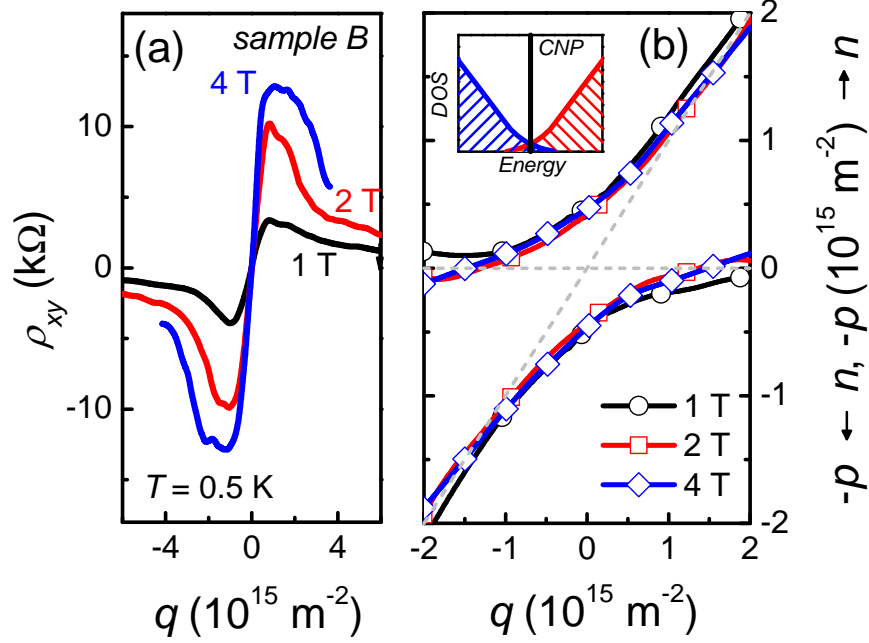 (a)
sample B
4 T
2 T
1 T
T = 0.5 K
10
0
-10
ρxy (kΩ)
-4
0
4
q (10^15 m^-2)
(b)
CNP
DOS
Energy
1 T
2 T
4 T
2
1
0
-1
-2
-p ← n, -p (10^15 m^-2) → n
-2
-1
0
1
2
q (10^15 m^-2)